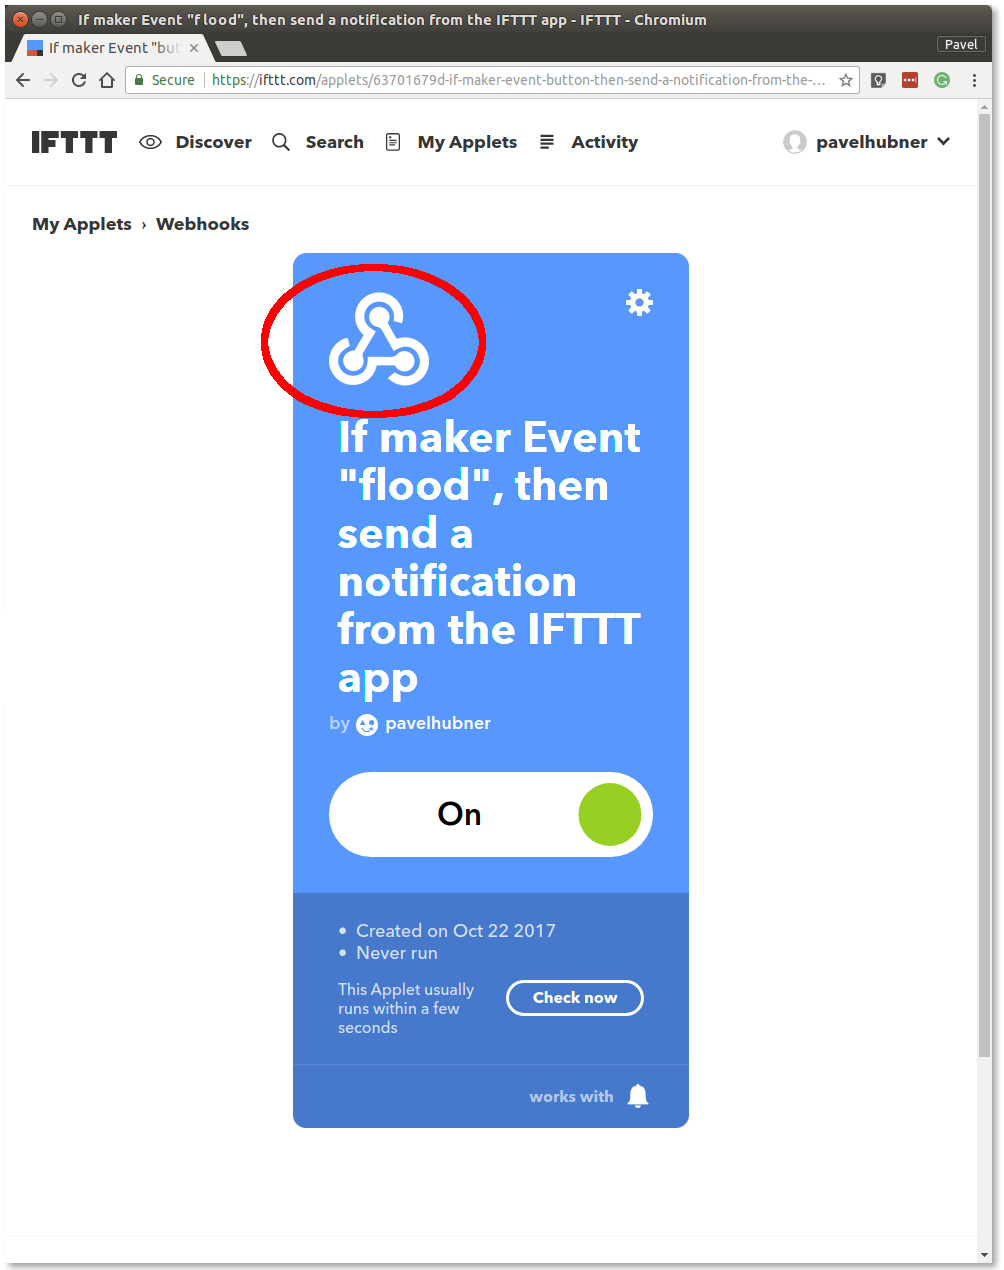 If maker Event "f lood", then send a notification from the IFTTT app - IFTTT - Chromium
If maker Event "but
Pavel
Secure
https://ifttt.com/applets/63701679d-if-maker-event-button-then-send-a-notification-from-the-...
IFTTT Discover Search My Applets Activity pavelhubner
My Applets › Webhooks
If maker Event
"flood", then
send a
notification
from the IFTTT
app
by pavelhubner
On
• Created on Oct 22 2017
• Never run
This Applet usually
runs within a few
seconds
Check now
works with